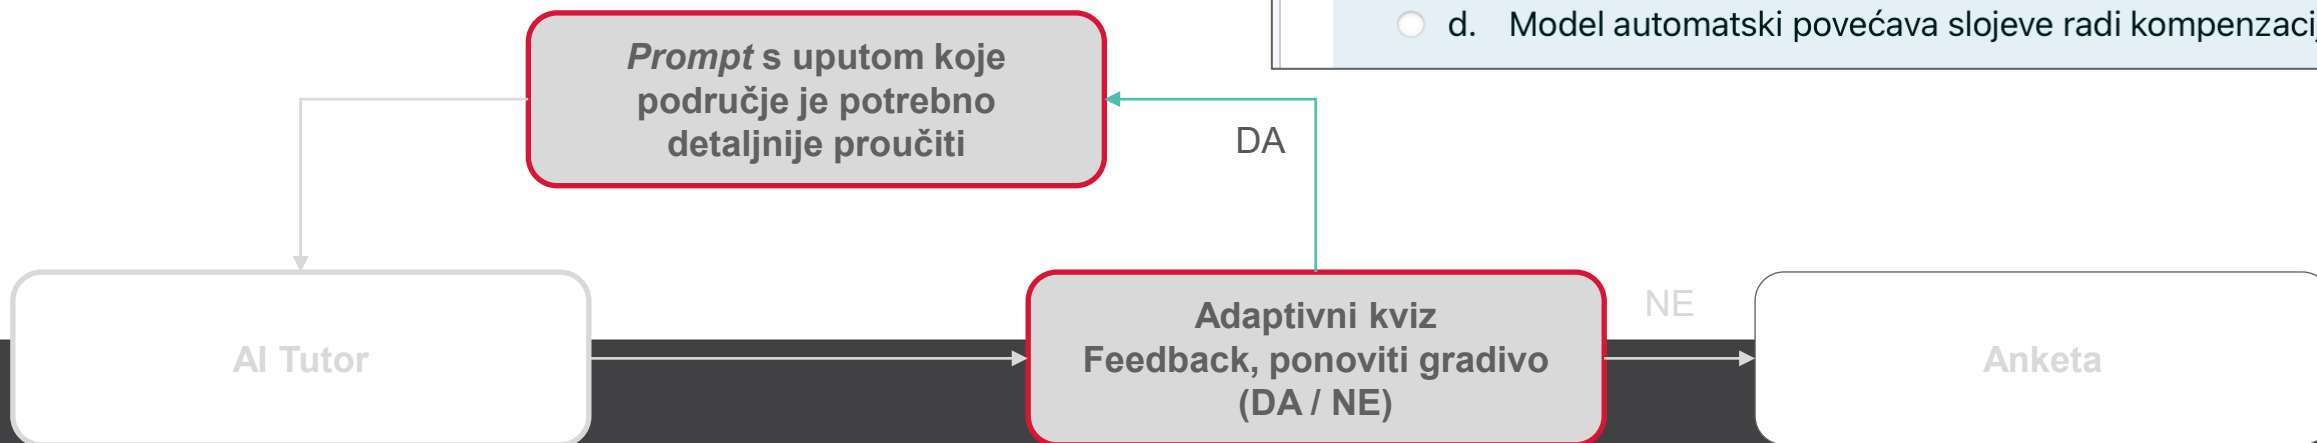 d. Model automatski povećava slojeve radi
Prompt s uputom koje
područje je potrebno
detaljnije proučiti
DA
AI Tutor
Adaptivni kviz
Feedback, ponoviti gradivo
(DA / NE)
NE
Anketa